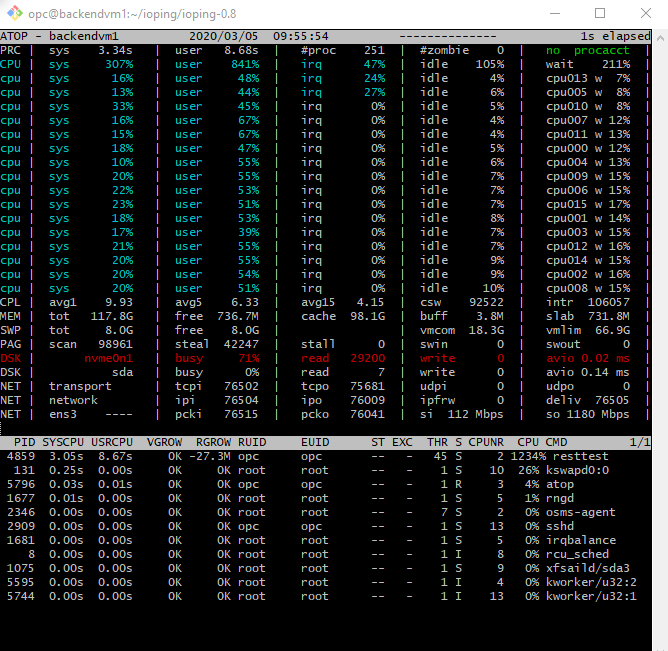 opc@backendvm1:~/ioping/ioping-0.8
ATOP - backendvm1 2020/03/05 09:55:54 -------------- 1s elapsed
PRC | sys 3.34s | user 8.68s | #proc 251 | #zombie 0 | no procacct |
CPU | sys 307% | user 841% | irq 47% | idle 105% | wait 211% |
cpu | sys 16% | user 48% | irq 24% | idle 4% | cpu013 w 7% |
cpu | sys 13% | user 44% | irq 27% | idle 6% | cpu005 w 8% |
cpu | sys 33% | user 45% | irq 0% | idle 5% | cpu010 w 8% |
cpu | sys 16% | user 67% | irq 0% | idle 4% | cpu007 w 12% |
cpu | sys 15% | user 67% | irq 0% | idle 4% | cpu011 w 13% |
cpu | sys 18% | user 47% | irq 0% | idle 5% | cpu000 w 12% |
cpu | sys 10% | user 55% | irq 0% | idle 6% | cpu004 w 13% |
cpu | sys 20% | user 55% | irq 0% | idle 7% | cpu009 w 15% |
cpu | sys 22% | user 53% | irq 0% | idle 7% | cpu006 w 15% |
cpu | sys 23% | user 51% | irq 0% | idle 7% | cpu015 w 17% |
cpu | sys 18% | user 53% | irq 0% | idle 8% | cpu001 w 14% |
cpu | sys 17% | user 39% | irq 0% | idle 7% | cpu003 w 15% |
cpu | sys 21% | user 55% | irq 0% | idle 7% | cpu012 w 16% |
cpu | sys 20% | user 55% | irq 0% | idle 9% | cpu014 w 15% |
cpu | sys 20% | user 54% | irq 0% | idle 9% | cpu002 w 16% |
cpu | sys 20% | user 51% | irq 0% | idle 10% | cpu008 w 15% |
CPL | avg1 9.93 | avg5 6.33 | avg15 4.15 | csw 92522 | intr 106057 |
MEM | tot 117.8G | free 736.7M | cache 98.1G | buff 3.8M | slab 731.8M |
SWP | tot 8.0G | free 8.0G | | vmcom 18.3G | vmlim 66.9G |
PAG | scan 98961 | steal 42247 | stall 0 | swin 0 | swout 0 |
DSK | nvme0n1 | busy 71% | read 29200 | write 0 | avio 0.02 ms |
DSK | sda | busy 0% | read 7 | write 0 | avio 0.14 ms |
NET | transport | tcpi 76502 | tcpo 75681 | udpi 0 | udpo 0 |
NET | network | ipi 76504 | ipo 76009 | ipfrw 0 | deliv 76505 |
NET | ens3 ---- | pcki 76515 | pcko 76041 | si 112 Mbps | so 1180 Mbps |
PID SYSCPU USRCPU VGROW RGROW RUID EUID ST EXC THR S CPUNR CPU CMD 1/1
4859 3.05s 8.67s 0K -27.3M opc opc -- - 45 S 2 1234% resttest
131 0.25s 0.00s 0K 0K root root -- - 1 S 10 26% kswapd0:0
5796 0.03s 0.01s 0K 0K root root -- - 1 R 3 4% atop
1677 0.01s 0.00s 0K 0K root root -- - 1 S 5 1% rngd
2346 0.00s 0.00s 0K 0K root root -- - 7 S 2 0% osms-agent
2909 0.00s 0.00s 0K 0K opc opc -- - 1 S 13 0% sshd
1681 0.00s 0.00s 0K 0K root root -- - 1 S 5 0% irqbalance
8 0.00s 0.00s 0K 0K root root -- - 1 I 8 0% rcu_sched
1075 0.00s 0.00s 0K 0K root root -- - 1 S 9 0% xfsaild/sda3
5595 0.00s 0.00s 0K 0K root root -- - 1 I 4 0% kworker/u32:2
5744 0.00s 0.00s 0K 0K root root -- - 1 I 13 0% kworker/u32:1